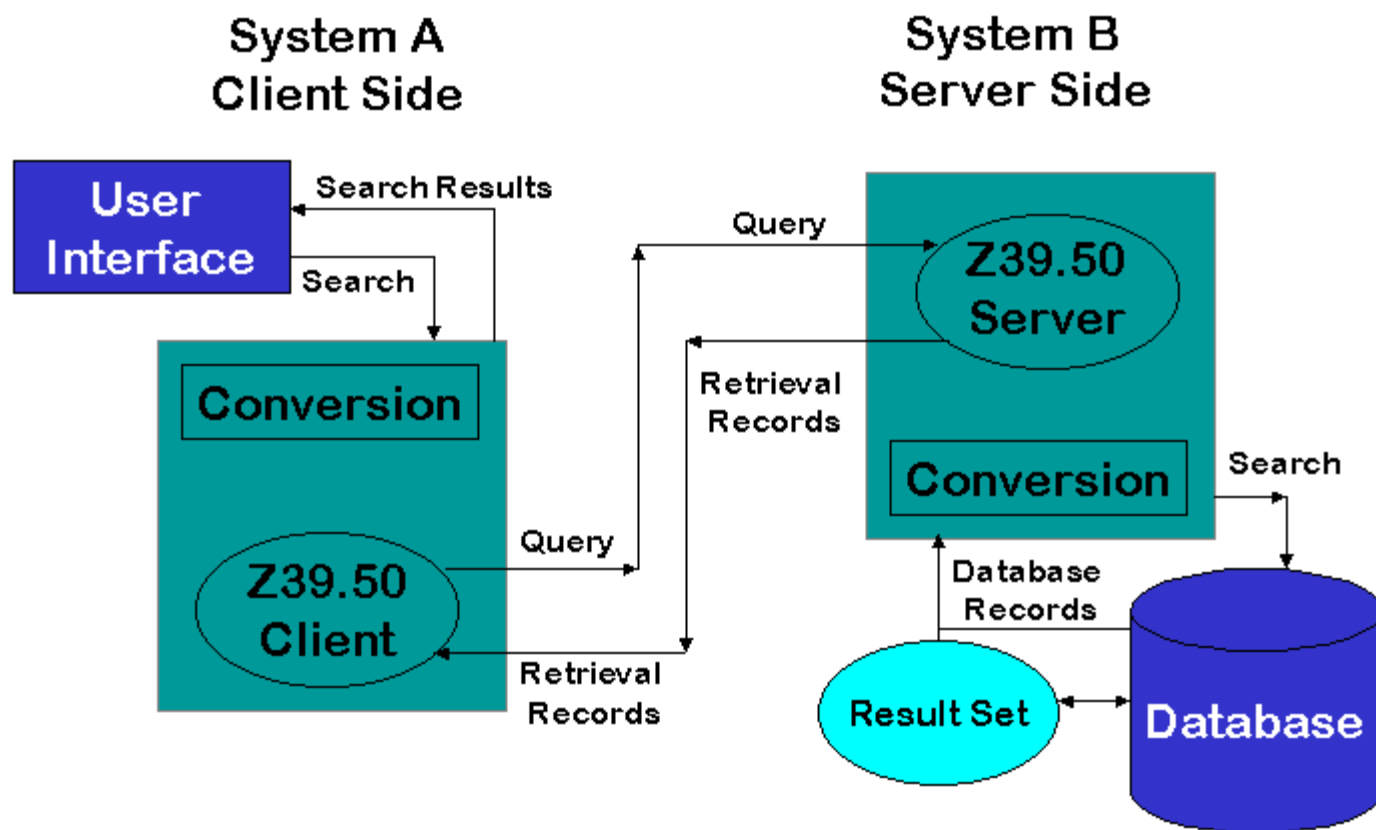 System A
Client Side
System B
Server Side
User
Interface
Search Results
Search
Conversion
Z39.50
Client
Query
Retrieval
Records
Query
Retrieval
Records
Z39.50
Server
Conversion
Search
Database
Records
Result Set
Database